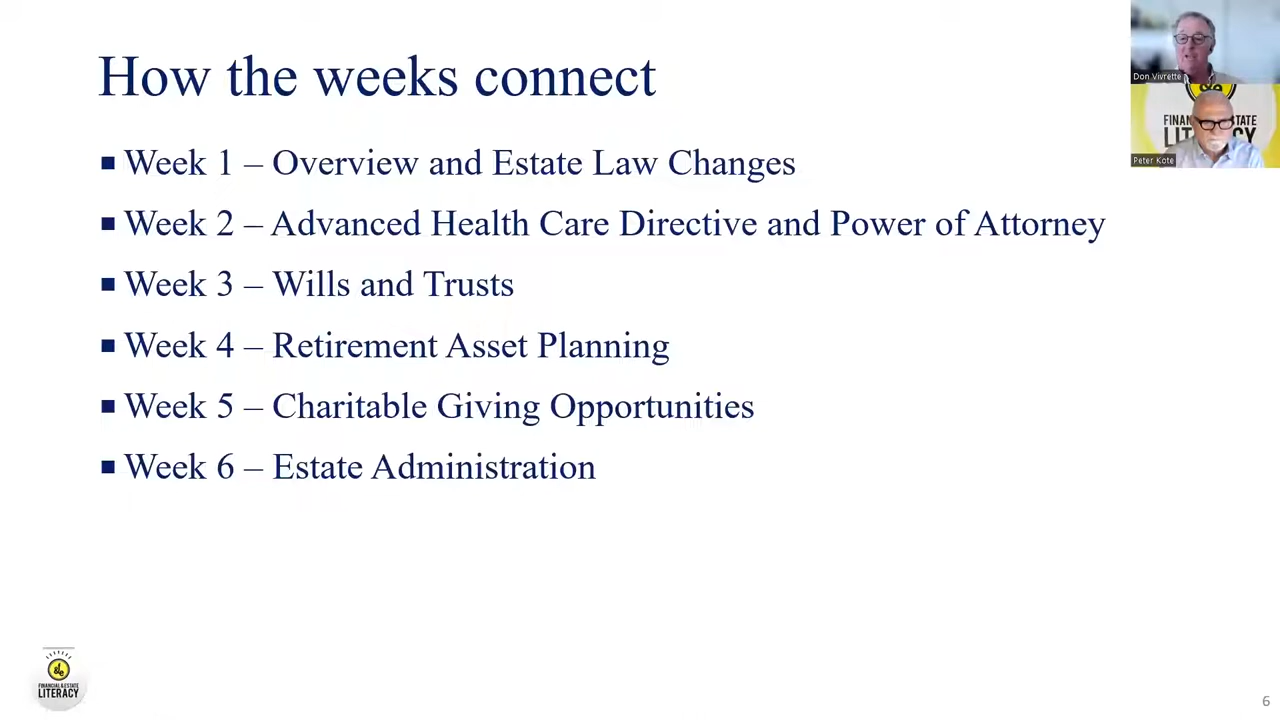 How the weeks connect
Week 1 – Overview and Estate Law Changes
Week 2 – Advanced Health Care Directive and Power of Attorney
Week 3 – Wills and Trusts
Week 4 – Retirement Asset Planning
Week 5 – Charitable Giving Opportunities
Week 6 – Estate Administration
Don Vivrette
Peter Kote
FINANCIAL & ESTATE
LITERACY
6